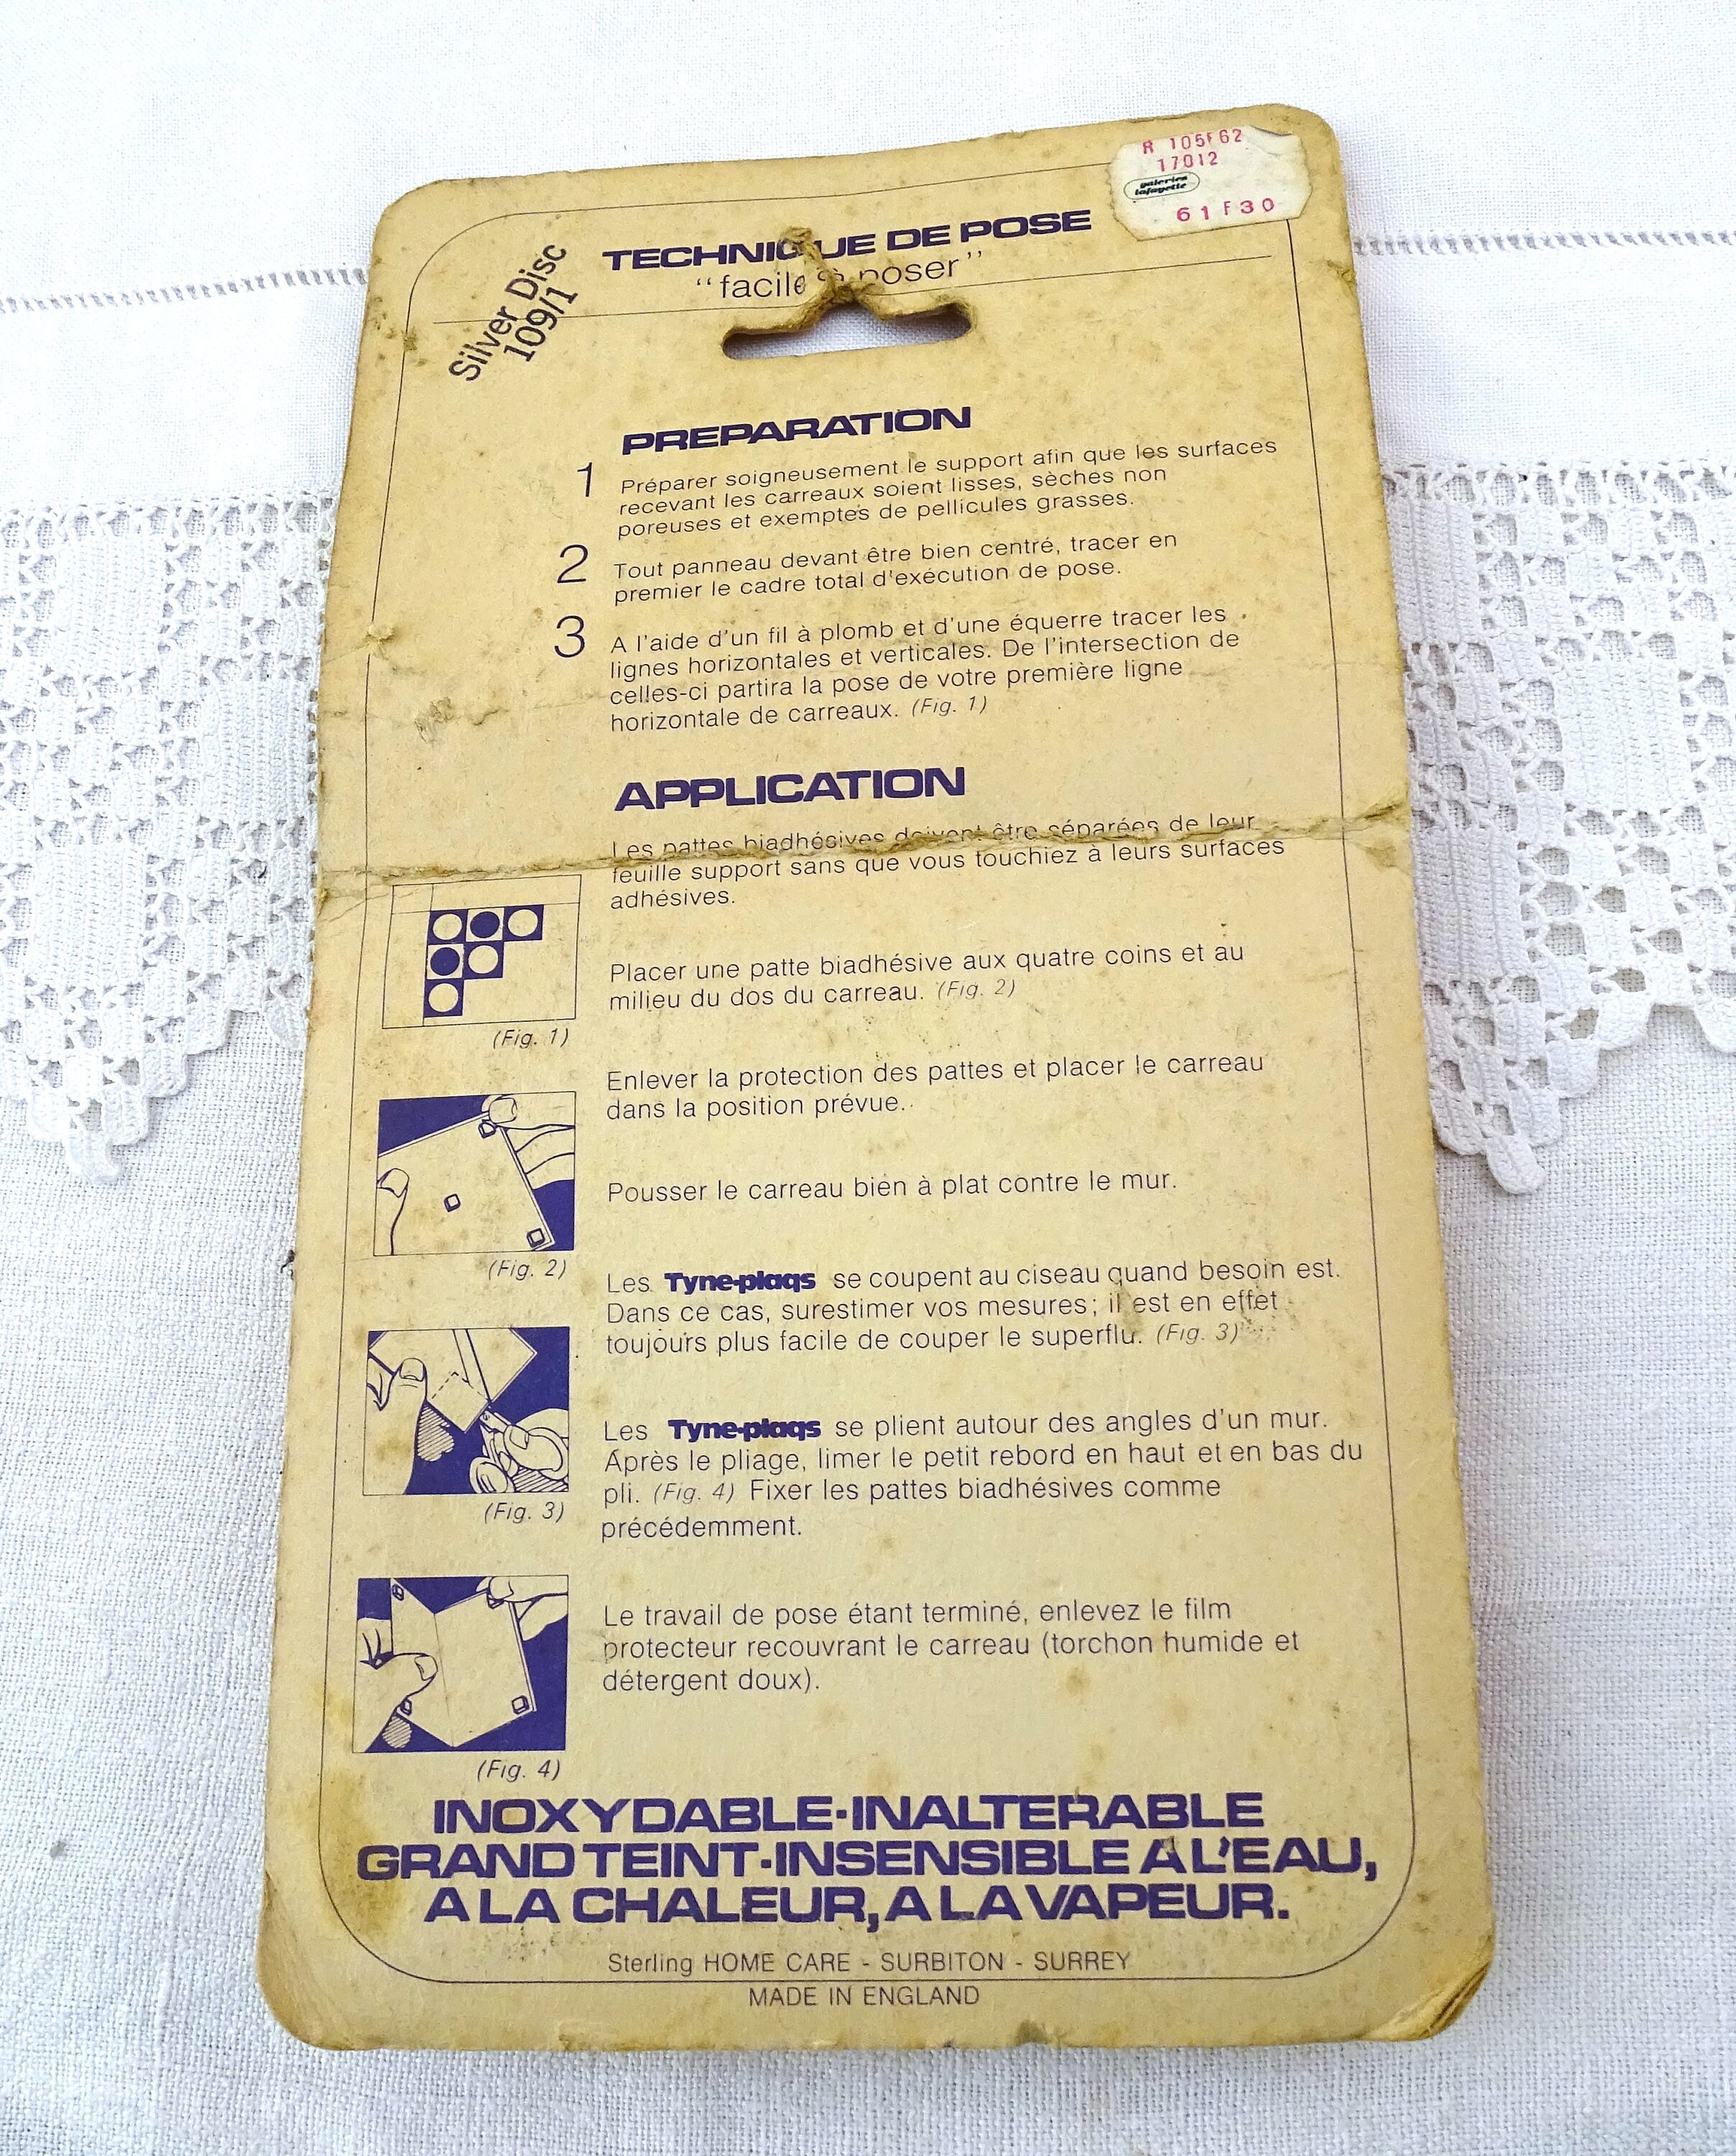 R 105F62
17012
galeries
lafayette
61F30
Silver Disc
109/1
TECHNIQUE DE POSE
“facile à poser”
PREPARATION
1 Préparer soigneusement le support afin que les surfaces
recevant les carreaux soient lisses, sèches non
poreuses et exemptes de pellicules grasses.
2 Tout panneau devant être bien centré, tracer en
premier le cadre total d'exécution de pose.
3 A l'aide d'un fil à plomb et d'une équerre tracer les
lignes horizontales et verticales. De l'intersection de
celles-ci partira la pose de votre première ligne
horizontale de carreaux. (Fig. 1)
APPLICATION
Les pattes biadhésives doivent être séparées de leur
feuille support sans que vous touchiez à leurs surfaces
adhésives.
(Fig. 1)
Placer une patte biadhésive aux quatre coins et au
milieu du dos du carreau. (Fig. 2)
Enlever la protection des pattes et placer le carreau
dans la position prévue.
Pousser le carreau bien à plat contre le mur.
(Fig. 2)
Les Tyne-plaqs se coupent au ciseau quand besoin est.
Dans ce cas, surestimer vos mesures; il est en effet
toujours plus facile de couper le superflu. (Fig. 3)
(Fig. 3)
Les Tyne-plaqs se plient autour des angles d'un mur.
Après le pliage, limer le petit rebord en haut et en bas du
pli. (Fig. 4) Fixer les pattes biadhésives comme
précédemment.
Le travail de pose étant terminé, enlevez le film
protecteur recouvrant le carreau (torchon humide et
détergent doux).
(Fig. 4)
INOXYDABLE·INALTERABLE
GRAND TEINT·INSENSIBLE A L'EAU,
A LA CHALEUR, A LA VAPEUR.
Sterling HOME CARE - SURBITON - SURREY
MADE IN ENGLAND